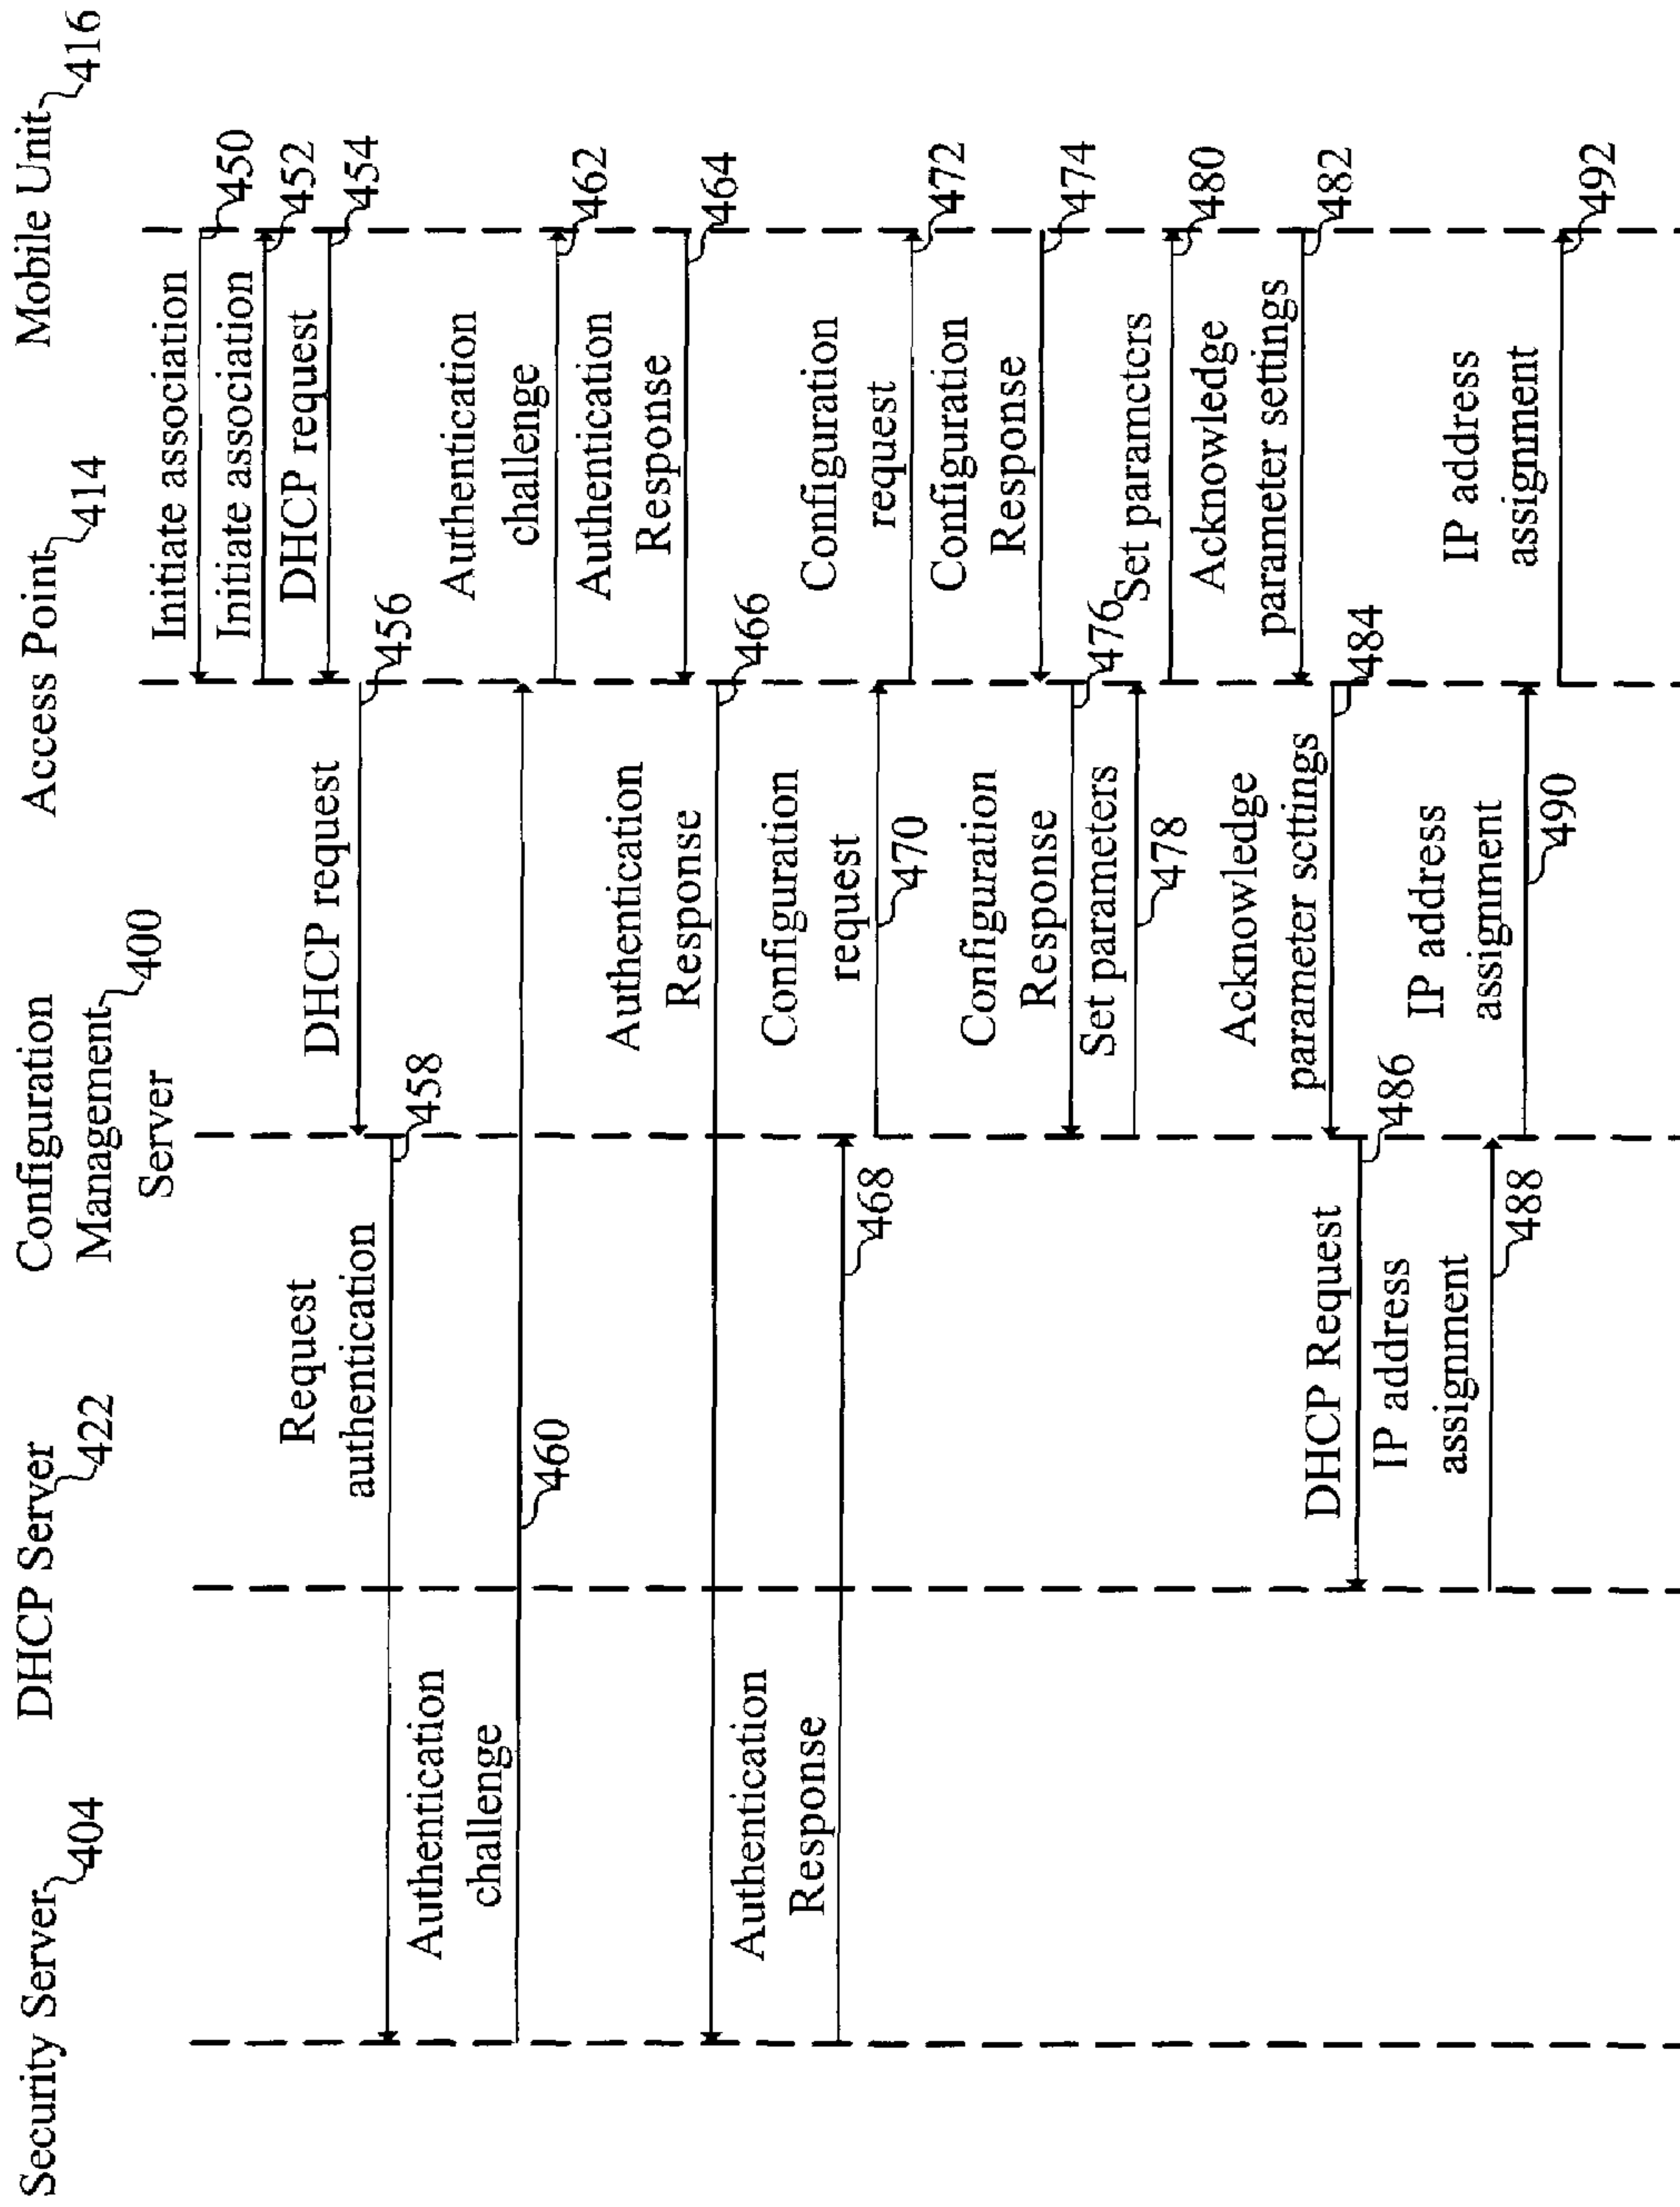 Security Server
404
DHCP Server
422
Configuration
Management
Server
400
Access Point
414
Mobile Unit
416
Initiate association
450
Initiate association
452
DHCP request
454
DHCP request
456
Request
authentication
458
Authentication
challenge
460
Authentication
challenge
462
Authentication
Response
464
Authentication
Response
466
Authentication
Response
468
Configuration
request
470
Configuration
request
472
Configuration
Response
474
Configuration
Response
476
Set parameters
478
Set parameters
480
Acknowledge
parameter settings
482
Acknowledge
parameter settings
484
DHCP Request
486
IP address
assignment
488
IP address
assignment
490
IP address
assignment
492